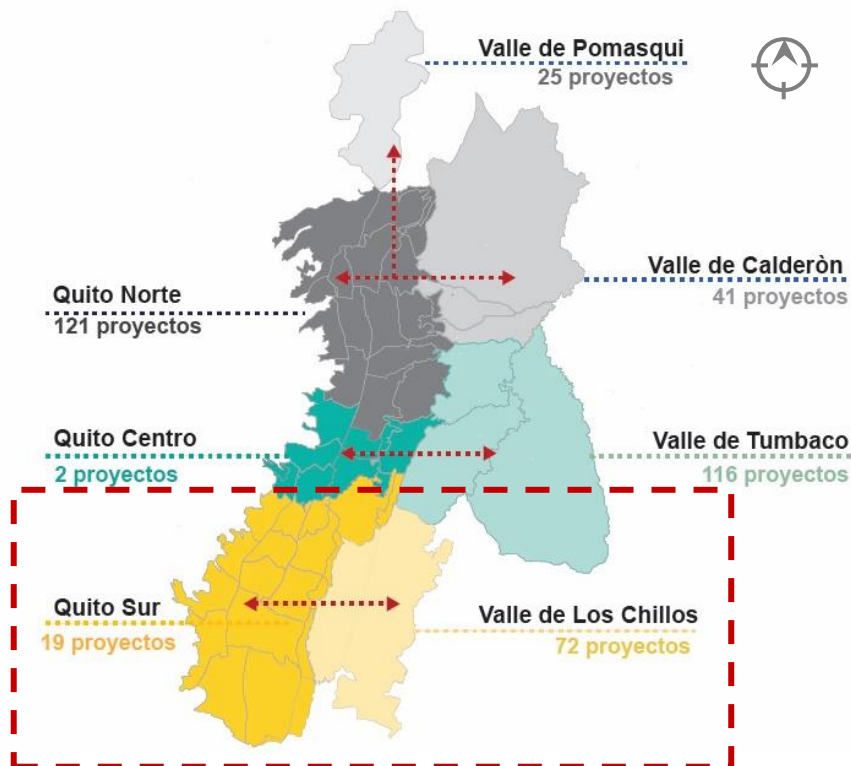 Valle de Pomasqui
25 proyectos
Valle de Calderòn
41 proyectos
Quito Norte
121 proyectos
Quito Centro
2 proyectos
Valle de Tumbaco
116 proyectos
Quito Sur
19 proyectos
Valle de Los Chillos
72 proyectos